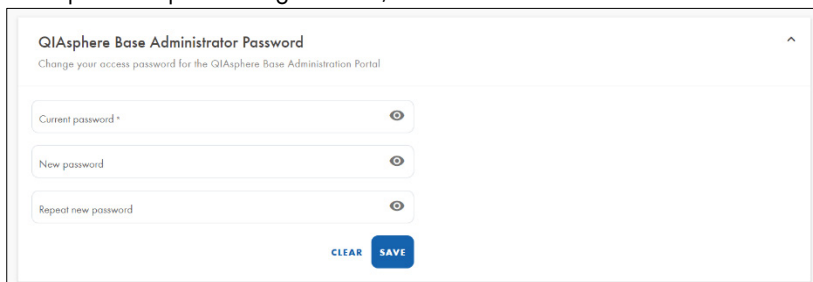 QIAsphere Base Administrator Password
Change your access password for the QIAsphere Base Administration Portal
Current password *
New password
Repeat new password
CLEAR SAVE